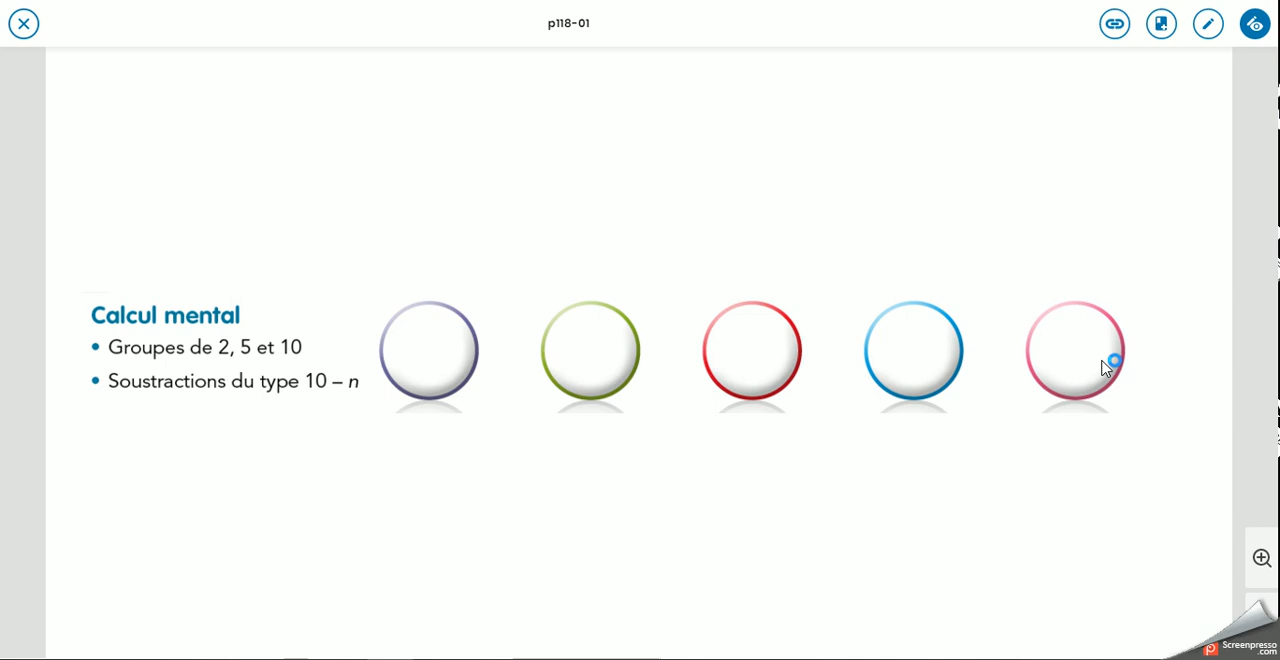 p118-01
Calcul mental
• Groupes de 2, 5 et 10
• Soustractions du type 10 – n
Screenpresso
.com